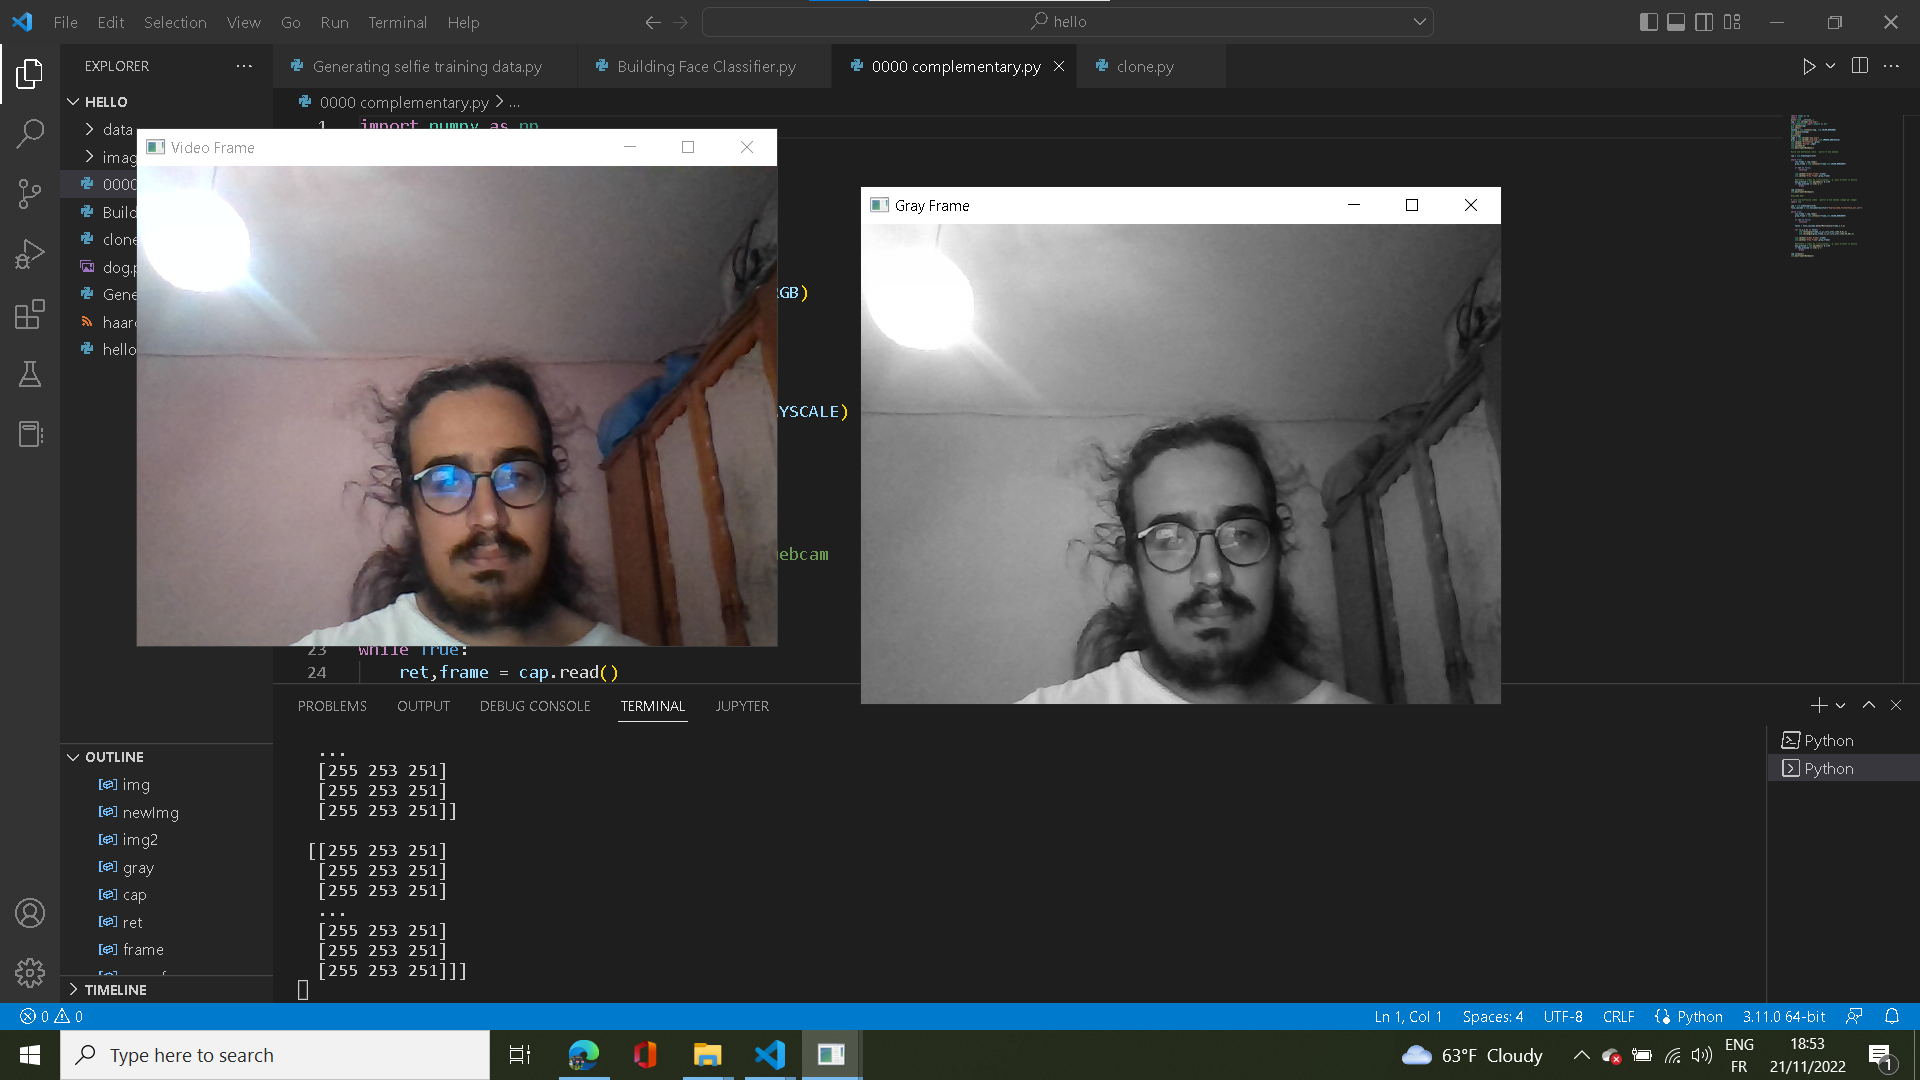 File Edit Selection View Go Run Terminal Help
hello
EXPLORER
Generating selfie training data.py
Building Face Classifier.py
0000 complementary.py
clone.py
HELLO
0000 complementary.py > ...
data
imag
0000
Build
clone
dog.p
Gene
haarc
hello
1 import numpy as np
Video Frame
Gray Frame
RGB)
YSCALE)
ebcam
23 while True:
24 ret,frame = cap.read()
PROBLEMS OUTPUT DEBUG CONSOLE TERMINAL JUPYTER
...
[255 253 251]
[255 253 251]
[255 253 251]]
[[255 253 251]
[255 253 251]
[255 253 251]
...
[255 253 251]
[255 253 251]
[255 253 251]]]
Python
Python
OUTLINE
img
newImg
img2
gray
cap
ret
frame
TIMELINE
0 0
Ln 1, Col 1 Spaces: 4 UTF-8 CRLF Python 3.11.0 64-bit
Type here to search
63°F Cloudy
ENG
FR
18:53
21/11/2022
1